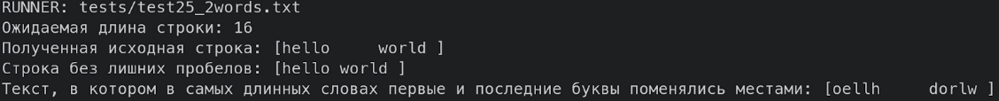 RUNNER: tests/test25_2words.txt
Ожидаемая длина строки: 16
Полученная исходная строка: [hello     world ]
Строка без лишних пробелов: [hello world ]
Текст, в котором в самых длинных словах первые и последние буквы поменялись местами: [oellh     dorlw ]